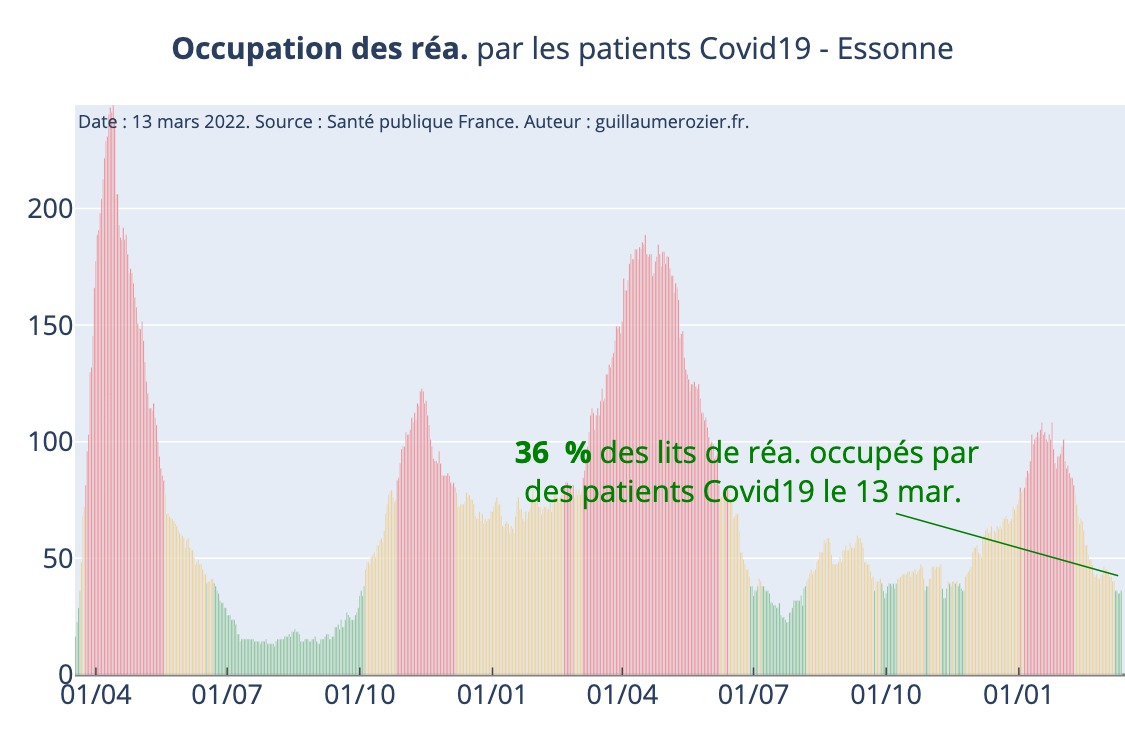 Occupation des réa. par les patients Covid19 - Essonne
Date : 13 mars 2022. Source : Santé publique France. Auteur : guillaumerozier.fr.
200
150
100
50
0
36 % des lits de réa. occupés par
des patients Covid19 le 13 mar.
01/04 01/07 01/10 01/01 01/04 01/07 01/10 01/01